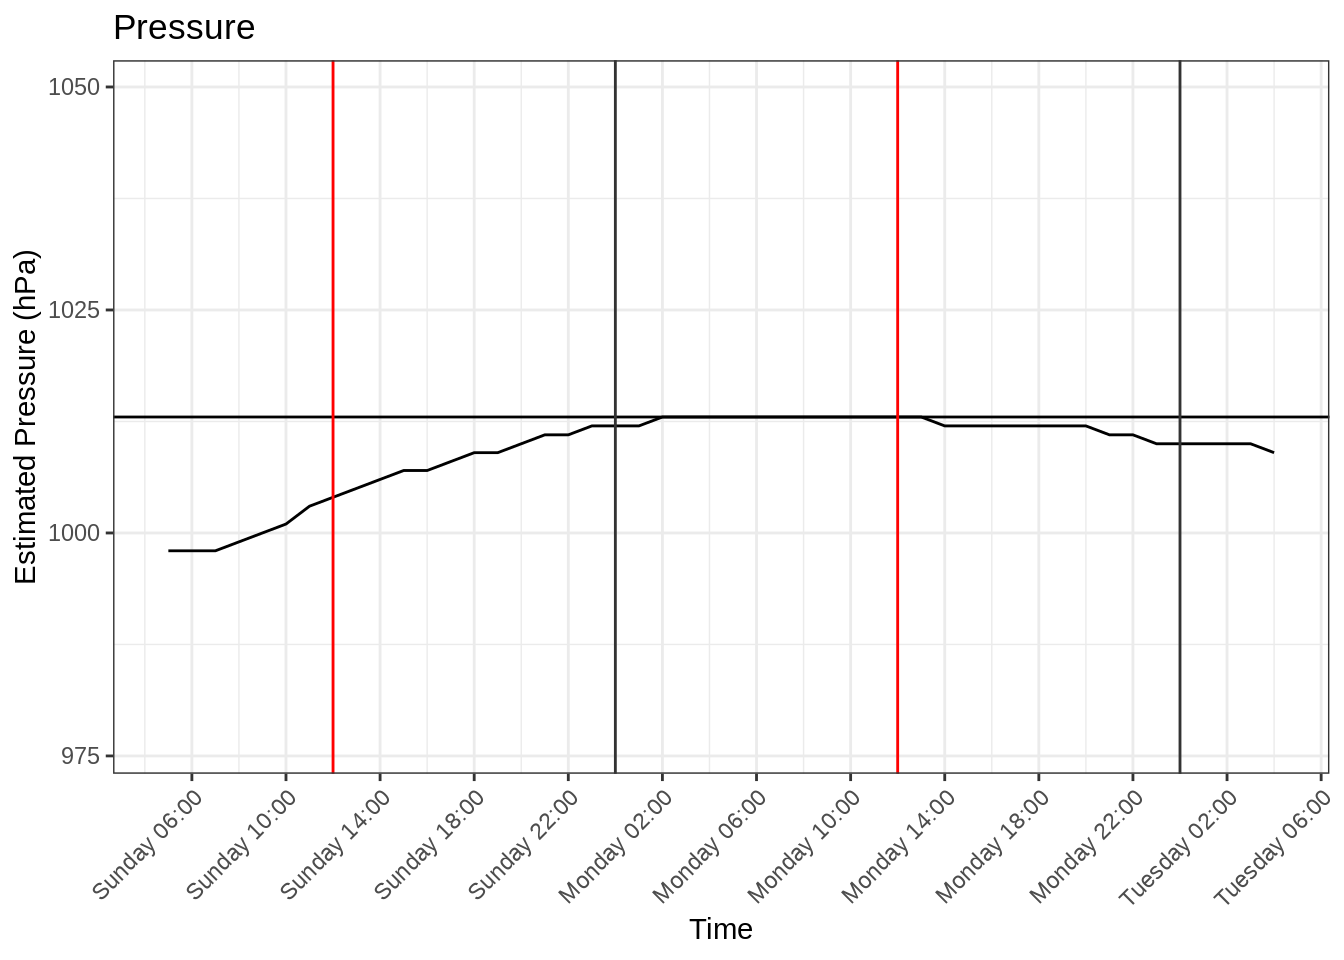 Pressure
Estimated Pressure (hPa)
1050
1025
1000
975
Sunday 06:00
Sunday 10:00
Sunday 14:00
Sunday 18:00
Sunday 22:00
Monday 02:00
Monday 06:00
Monday 10:00
Monday 14:00
Monday 18:00
Monday 22:00
Tuesday 02:00
Tuesday 06:00
Time